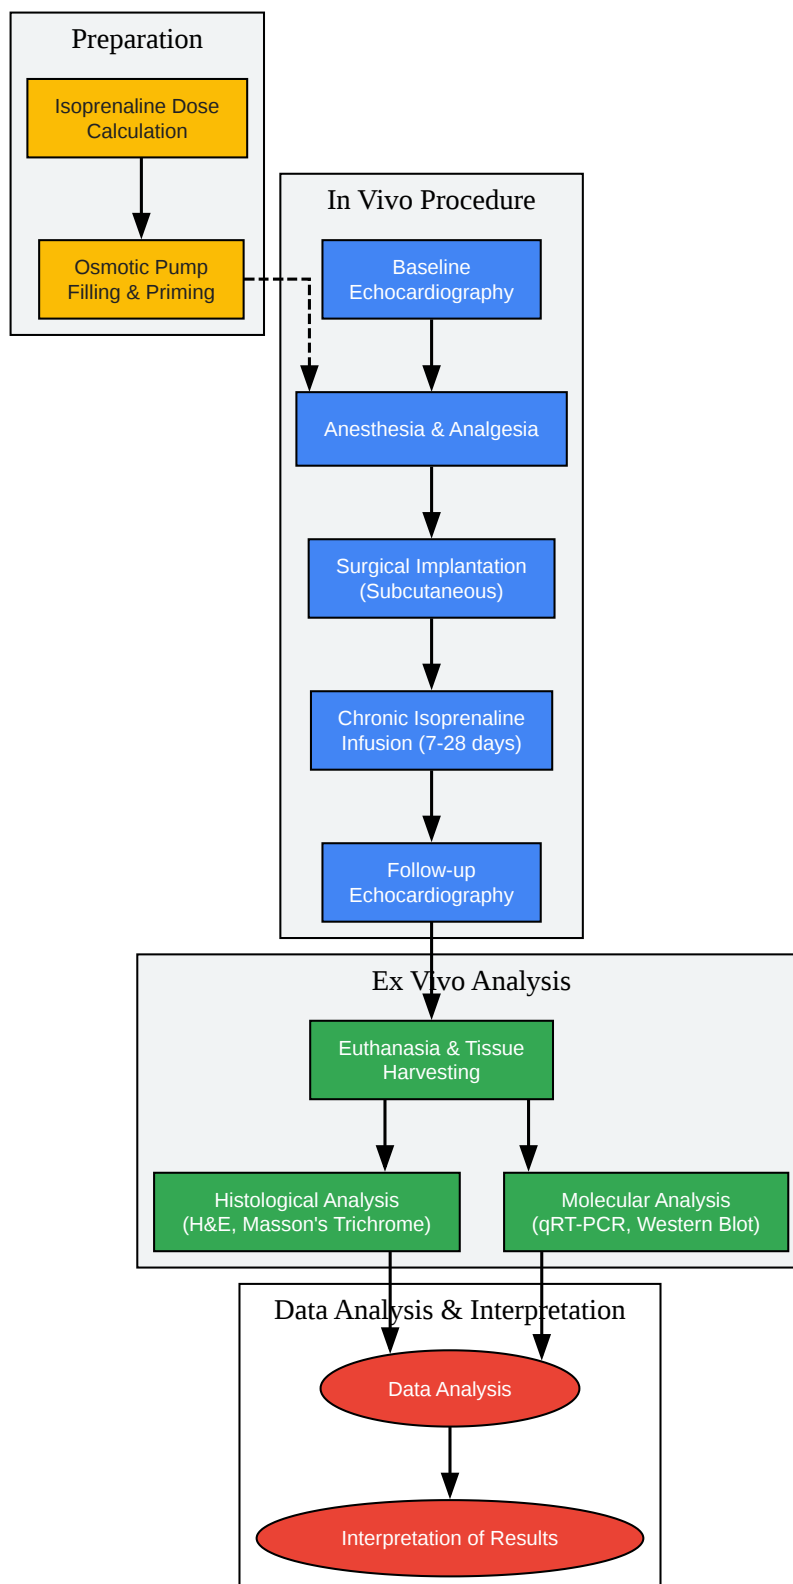 Preparation
Isoprenaline Dose
Calculation
Osmotic Pump
Filling & Priming
In Vivo Procedure
Baseline
Echocardiography
Anesthesia & Analgesia
Surgical Implantation
(Subcutaneous)
Chronic Isoprenaline
Infusion (7-28 days)
Follow-up
Echocardiography
Ex Vivo Analysis
Euthanasia & Tissue
Harvesting
Histological Analysis
(H&E, Masson's Trichrome)
Molecular Analysis
(qRT-PCR, Western Blot)
Data Analysis & Interpretation
Data Analysis
Interpretation of Results